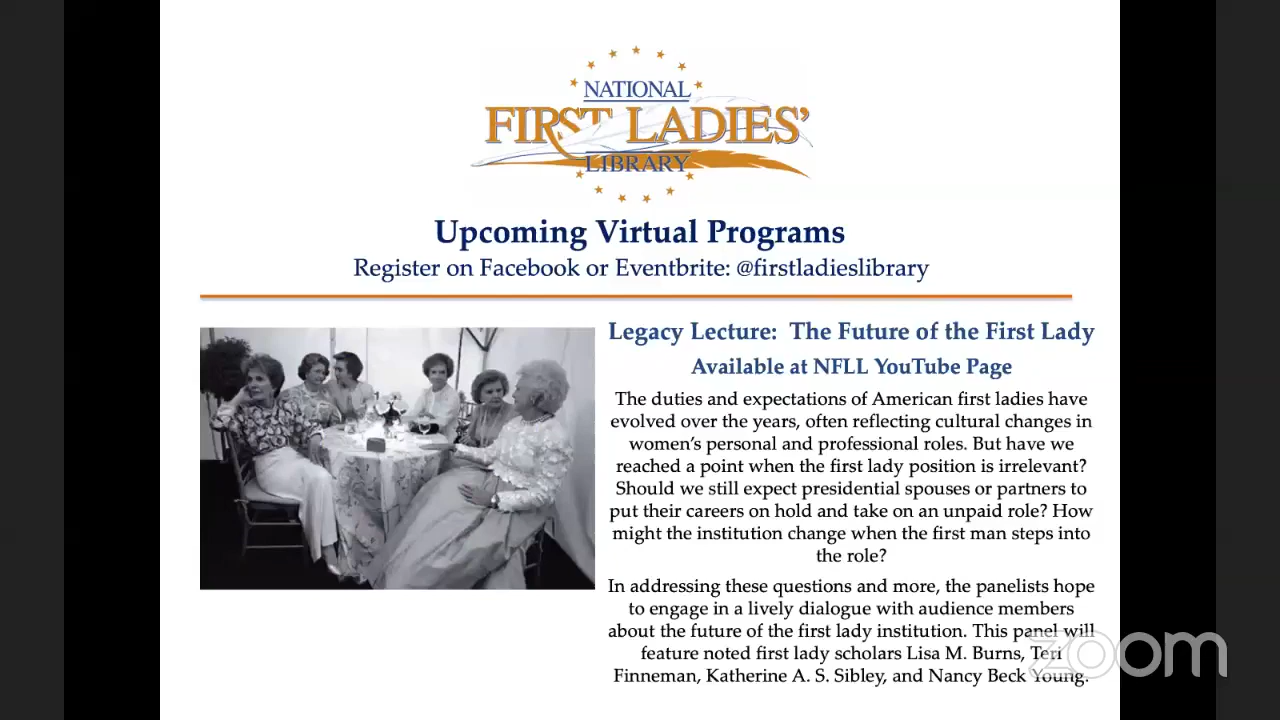 NATIONAL
FIRST LADIES’
LIBRARY
Upcoming Virtual Programs
Register on Facebook or Eventbrite: @firstladieslibrary
Legacy Lecture:  The Future of the First Lady
Available at NFLL YouTube Page
The duties and expectations of American first ladies have
evolved over the years, often reflecting cultural changes in
women’s personal and professional roles. But have we
reached a point when the first lady position is irrelevant?
Should we still expect presidential spouses or partners to
put their careers on hold and take on an unpaid role? How
might the institution change when the first man steps into
the role?
In addressing these questions and more, the panelists hope
to engage in a lively dialogue with audience members
about the future of the first lady institution. This panel will
feature noted first lady scholars Lisa M. Burns, Teri
Finneman, Katherine A. S. Sibley, and Nancy Beck Young.
zoom